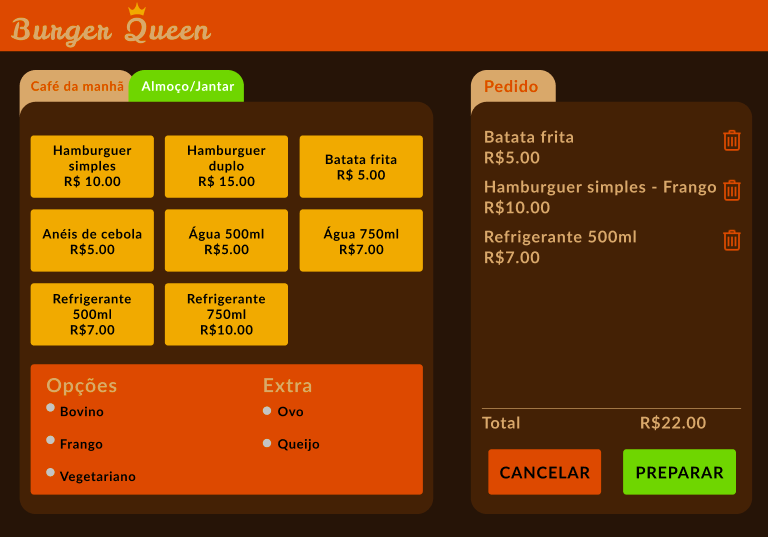 Burger Queen
Café da manhã
Almoço/Jantar
Hamburguer
simples
R$ 10.00
Hamburguer
duplo
R$ 15.00
Batata frita
R$ 5.00
Anéis de cebola
R$5.00
Água 500ml
R$5.00
Água 750ml
R$7.00
Refrigerante
500ml
R$7.00
Refrigerante
750ml
R$10.00
Opções
Bovino
Frango
Vegetariano
Extra
Ovo
Queijo
Pedido
Batata frita
R$5.00
Hamburguer simples - Frango
R$10.00
Refrigerante 500ml
R$7.00
Total R$22.00
CANCELAR
PREPARAR